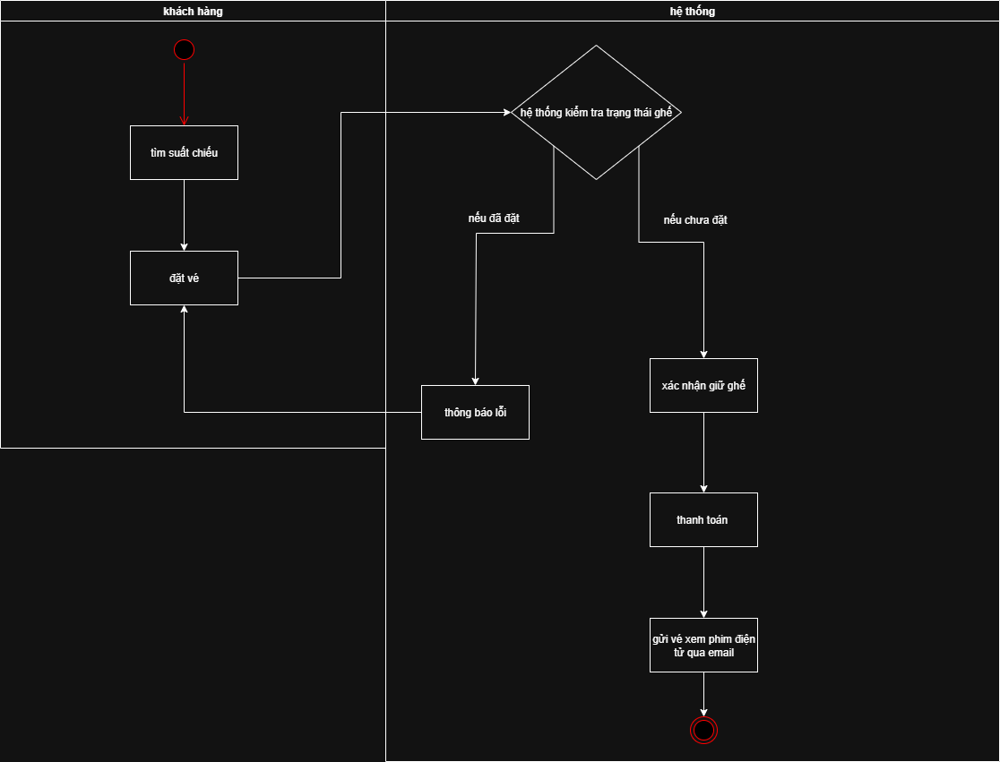 khách hàng
hệ thống
hệ thống kiểm tra trạng thái ghế
tìm suất chiếu
nếu đã đặt
nếu chưa đặt
đặt vé
xác nhận giữ ghế
thông báo lỗi
thanh toán
gửi vé xem phim điện
tử qua email